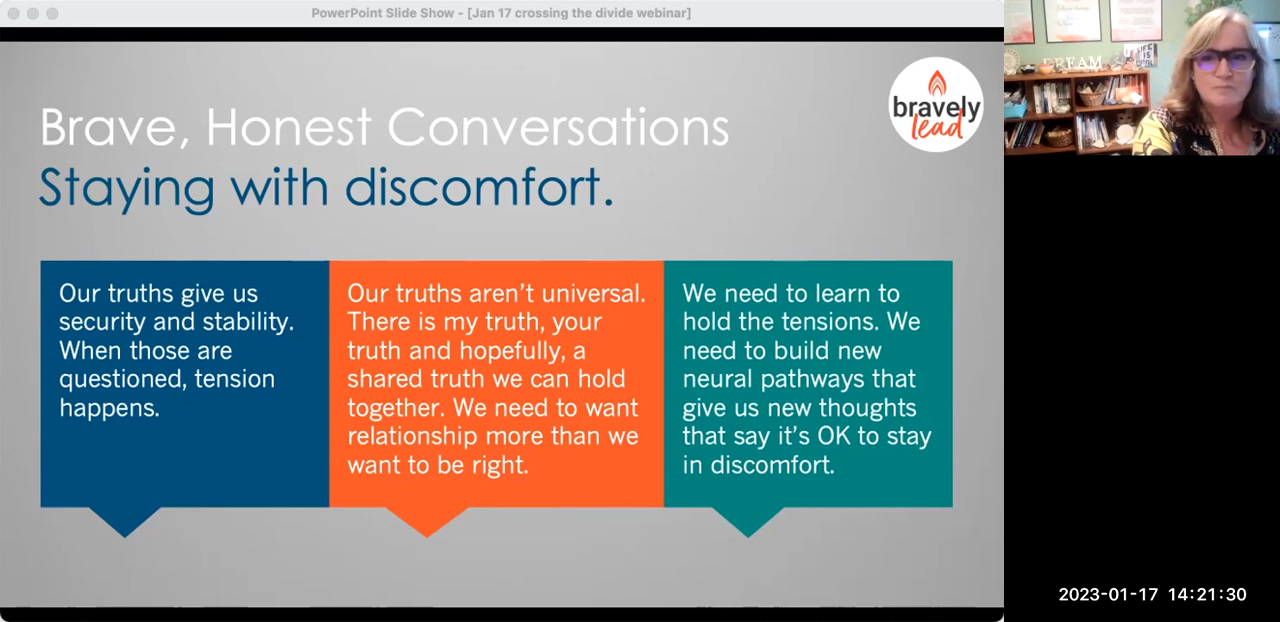 PowerPoint Slide Show - [Jan 17 crossing the divide webinar]
Brave, Honest Conversations
Staying with discomfort.
bravely
lead
Our truths give us
security and stability.
When those are
questioned, tension
happens.
Our truths aren't universal.
There is my truth, your
truth and hopefully, a
shared truth we can hold
together. We need to want
relationship more than we
want to be right.
We need to learn to
hold the tensions. We
need to build new
neural pathways that
give us new thoughts
that say it's OK to stay
in discomfort.
DREAM
LIFE IS
2023-01-17 14:21:30